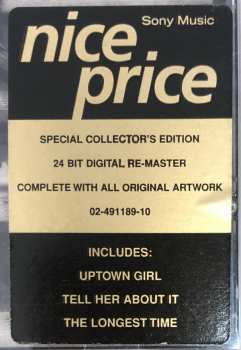 Sony Music
nice
price
SPECIAL COLLECTOR'S EDITION
24 BIT DIGITAL RE-MASTER
COMPLETE WITH ALL ORIGINAL ARTWORK
02-491189-10
INCLUDES:
UPTOWN GIRL
TELL HER ABOUT IT
THE LONGEST TIME